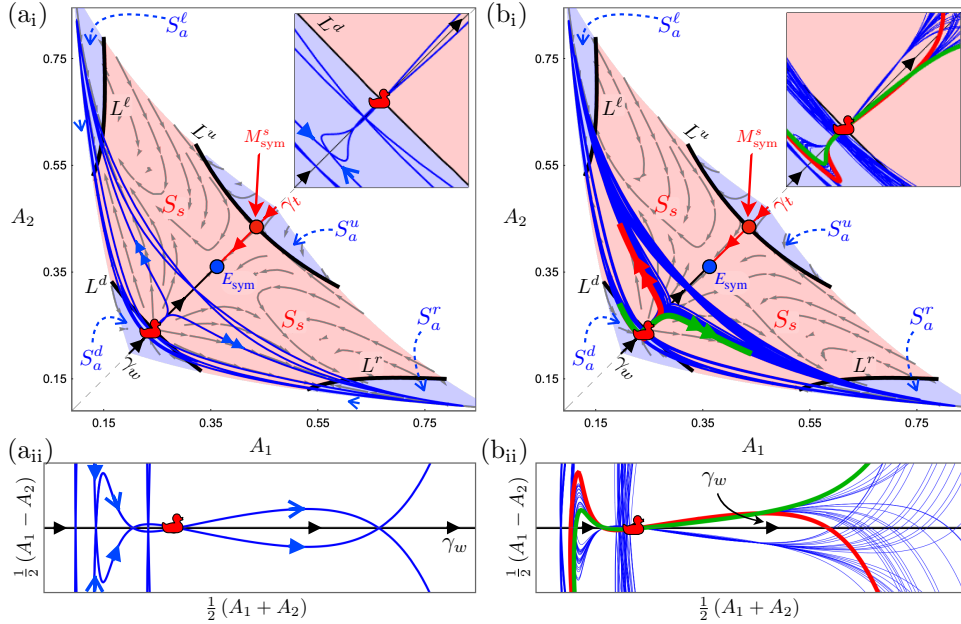 (a_i)
S_a^ℓ
L^d
0.75
L^ℓ
L^u
M_sym^s
0.55
S_s
γ_t
A_2
S_a^u
0.35
E_sym
L^d
S_s
S_a^r
S_a^d
γ_w
L^r
0.15
0.15
0.35
0.55
0.75
A_1
(b_i)
S_a^ℓ
0.75
L^ℓ
L^u
M_sym^s
0.55
S_s
γ_t
A_2
S_a^u
0.35
E_sym
L^d
S_s
S_a^r
S_a^d
γ_w
L^r
0.15
0.15
0.35
0.55
0.75
A_1
(a_ii)
1/2 (A_1 − A_2)
γ_w
1/2 (A_1 + A_2)
(b_ii)
1/2 (A_1 − A_2)
γ_w
1/2 (A_1 + A_2)